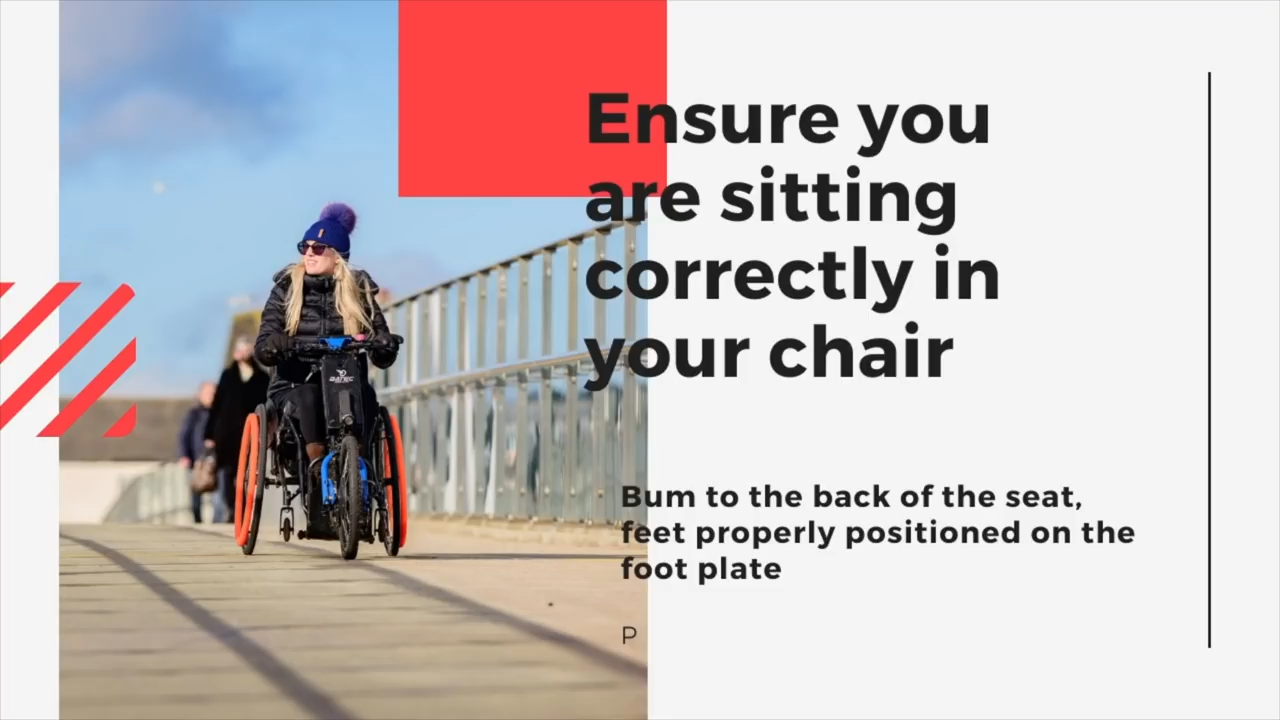 Ensure you
are sitting
correctly in
your chair
BATEC
Bum to the back of the seat,
feet properly positioned on the
foot plate
P